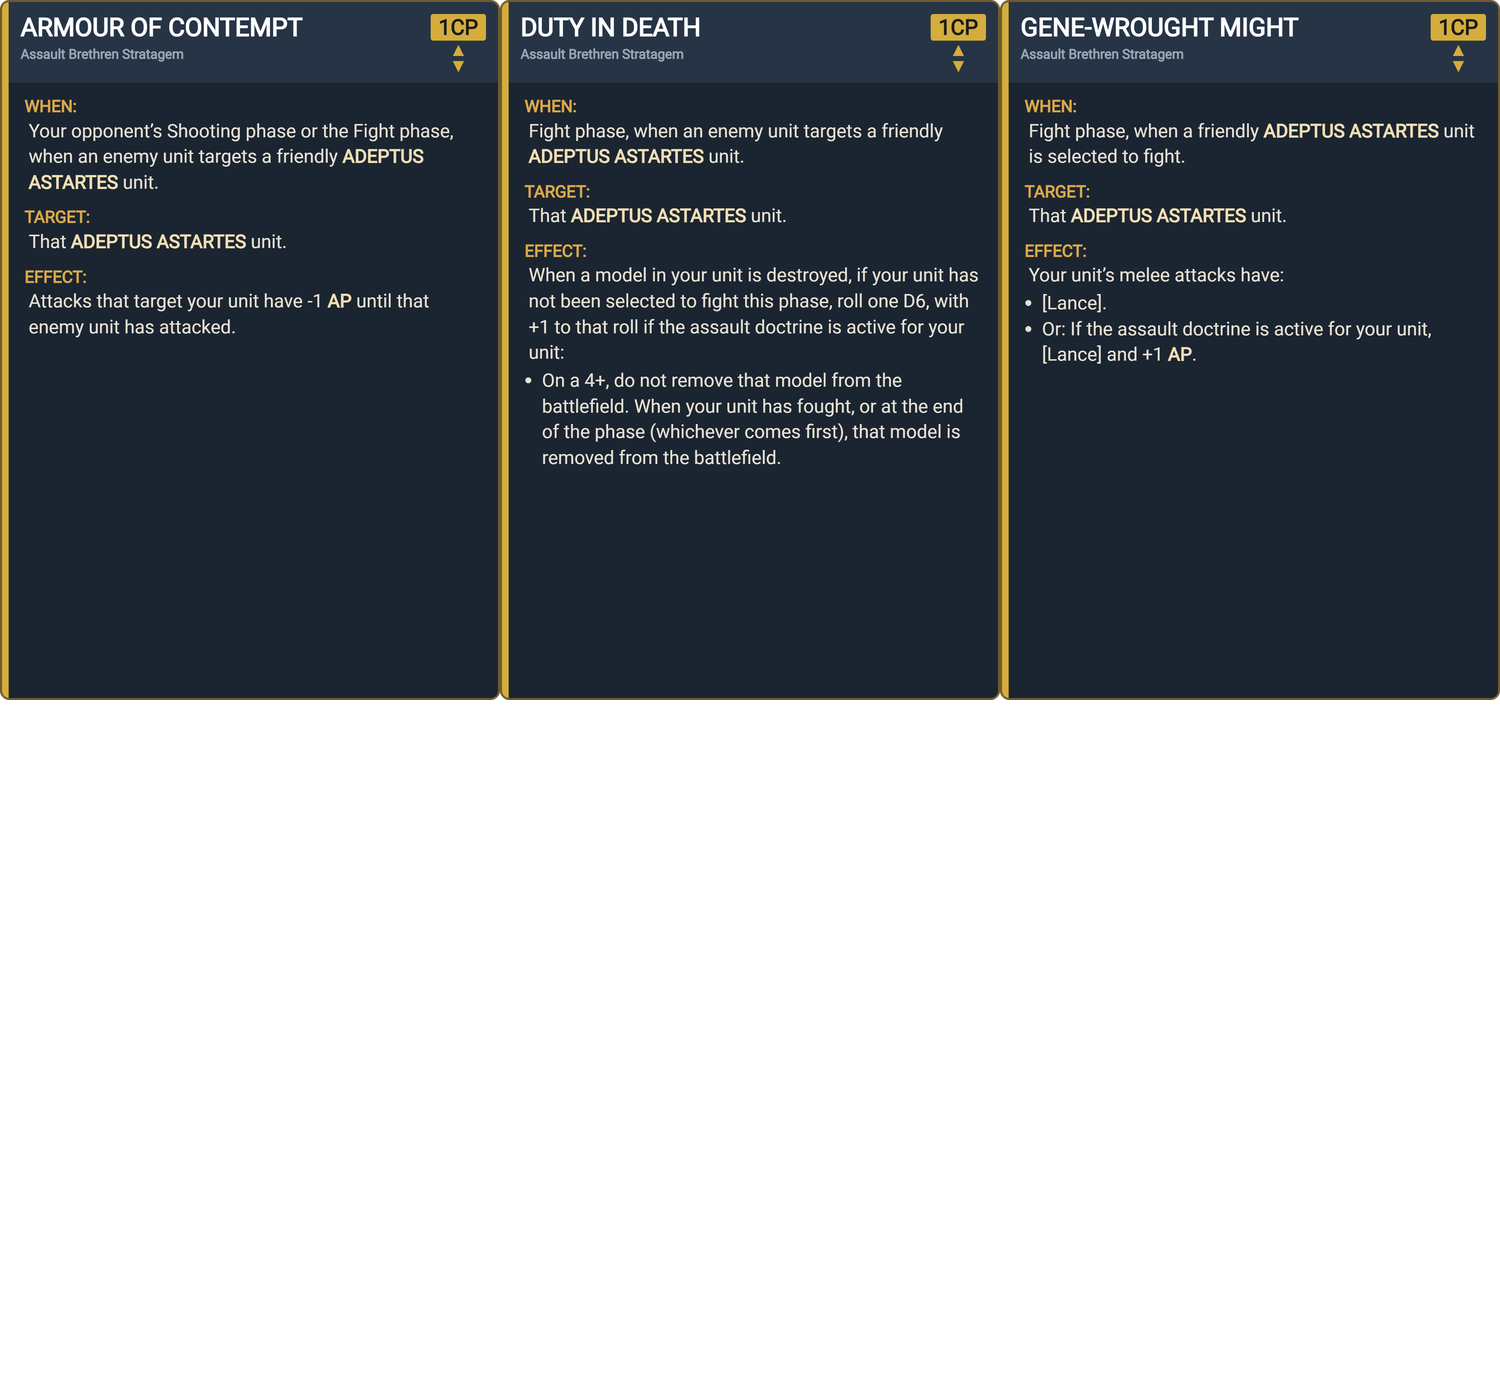 ARMOUR OF CONTEMPT
1CP
Assault Brethren Stratagem
WHEN:
Your opponent’s Shooting phase or the Fight phase,
when an enemy unit targets a friendly ADEPTUS
ASTARTES unit.
TARGET:
That ADEPTUS ASTARTES unit.
EFFECT:
Attacks that target your unit have -1 AP until that
enemy unit has attacked.
DUTY IN DEATH
1CP
Assault Brethren Stratagem
WHEN:
Fight phase, when an enemy unit targets a friendly
ADEPTUS ASTARTES unit.
TARGET:
That ADEPTUS ASTARTES unit.
EFFECT:
When a model in your unit is destroyed, if your unit has
not been selected to fight this phase, roll one D6, with
+1 to that roll if the assault doctrine is active for your
unit:
• On a 4+, do not remove that model from the
battlefield. When your unit has fought, or at the end
of the phase (whichever comes first), that model is
removed from the battlefield.
GENE-WROUGHT MIGHT
1CP
Assault Brethren Stratagem
WHEN:
Fight phase, when a friendly ADEPTUS ASTARTES unit
is selected to fight.
TARGET:
That ADEPTUS ASTARTES unit.
EFFECT:
Your unit’s melee attacks have:
• [Lance].
• Or: If the assault doctrine is active for your unit,
[Lance] and +1 AP.